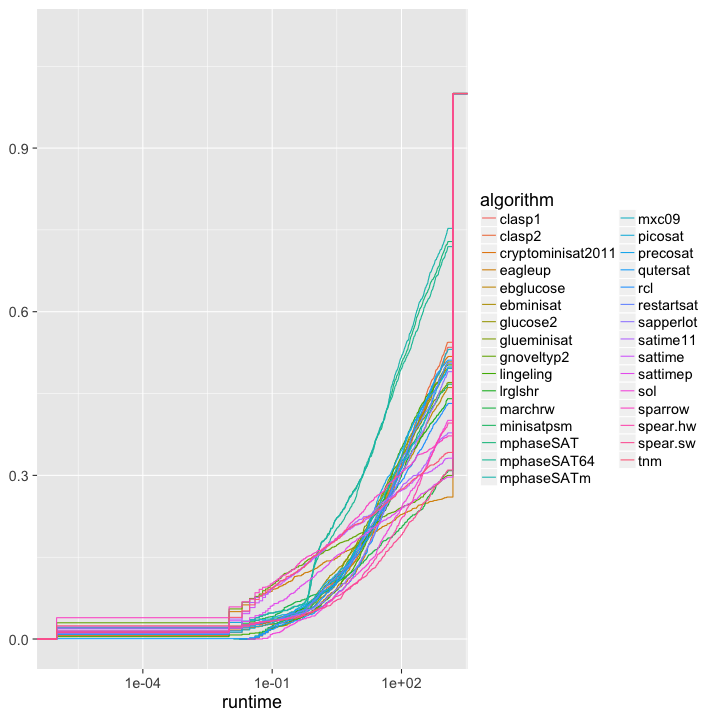 0.9
0.6
0.3
0.0
1e-04 1e-01 1e+02
runtime
algorithm
clasp1 mxc09
clasp2 picosat
cryptominisat2011 precosat
eagleup qutersat
ebglucose rcl
ebminisat restartsat
glucose2 sapperlot
glueminisat satime11
gnoveltyp2 sattime
lingeling sattimep
lrglshr sol
marchrw sparrow
minisatpsm spear.hw
mphaseSAT spear.sw
mphaseSAT64 tnm
mphaseSATm